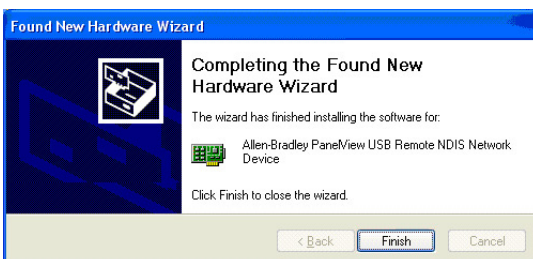 Found New Hardware Wizard
Completing the Found New
Hardware Wizard
The wizard has finished installing the software for:
Allen-Bradley PanelView USB Remote NDIS Network
Device
Click Finish to close the wizard.
< Back Finish Cancel